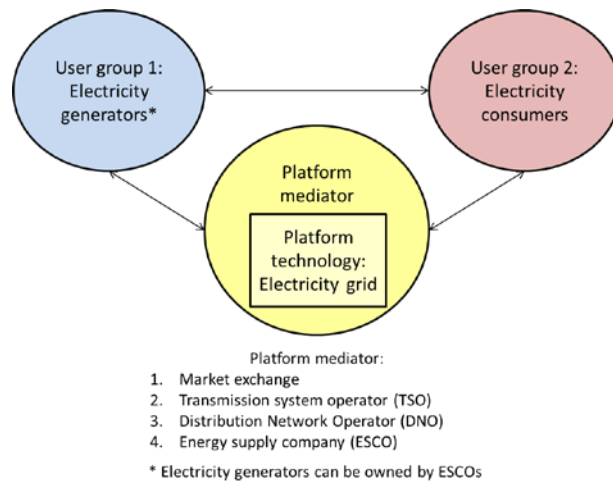 User group 1:
Electricity
generators*
User group 2:
Electricity
consumers
Platform
mediator
Platform
technology:
Electricity grid
Platform mediator:
1. Market exchange
2. Transmission system operator (TSO)
3. Distribution Network Operator (DNO)
4. Energy supply company (ESCO)
* Electricity generators can be owned by ESCOs